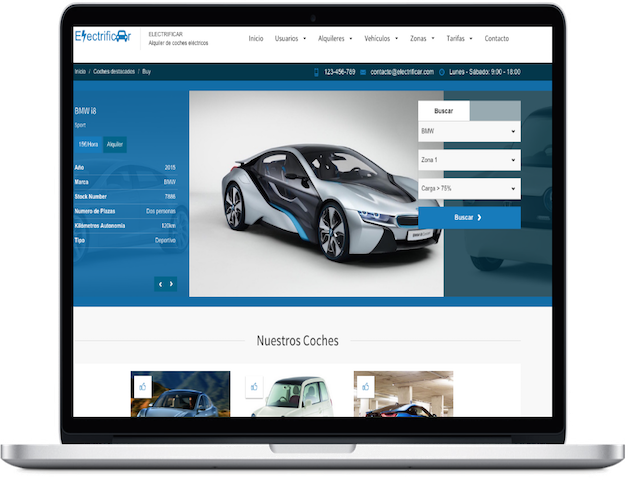 Electrificar
ELECTRIFICAR
Alquiler de coches eléctricos
Inicio Usuarios Alquileres Vehículos Zonas Tarifas Contacto
Inicio / Coches destacados / Buy
123-456-789 contacto@electrificar.com Lunes - Sábado: 9:00 - 18:00
BMW i8
Sport
15€/Hora Alquiler
Año 2015
Marca BMW
Stock Number 7888
Numero de Plazas Dos personas
Kilómetros Autonomía 120km
Tipo Deportivo
Buscar
BMW
Zona 1
Carga > 75%
Buscar
Nuestros Coches